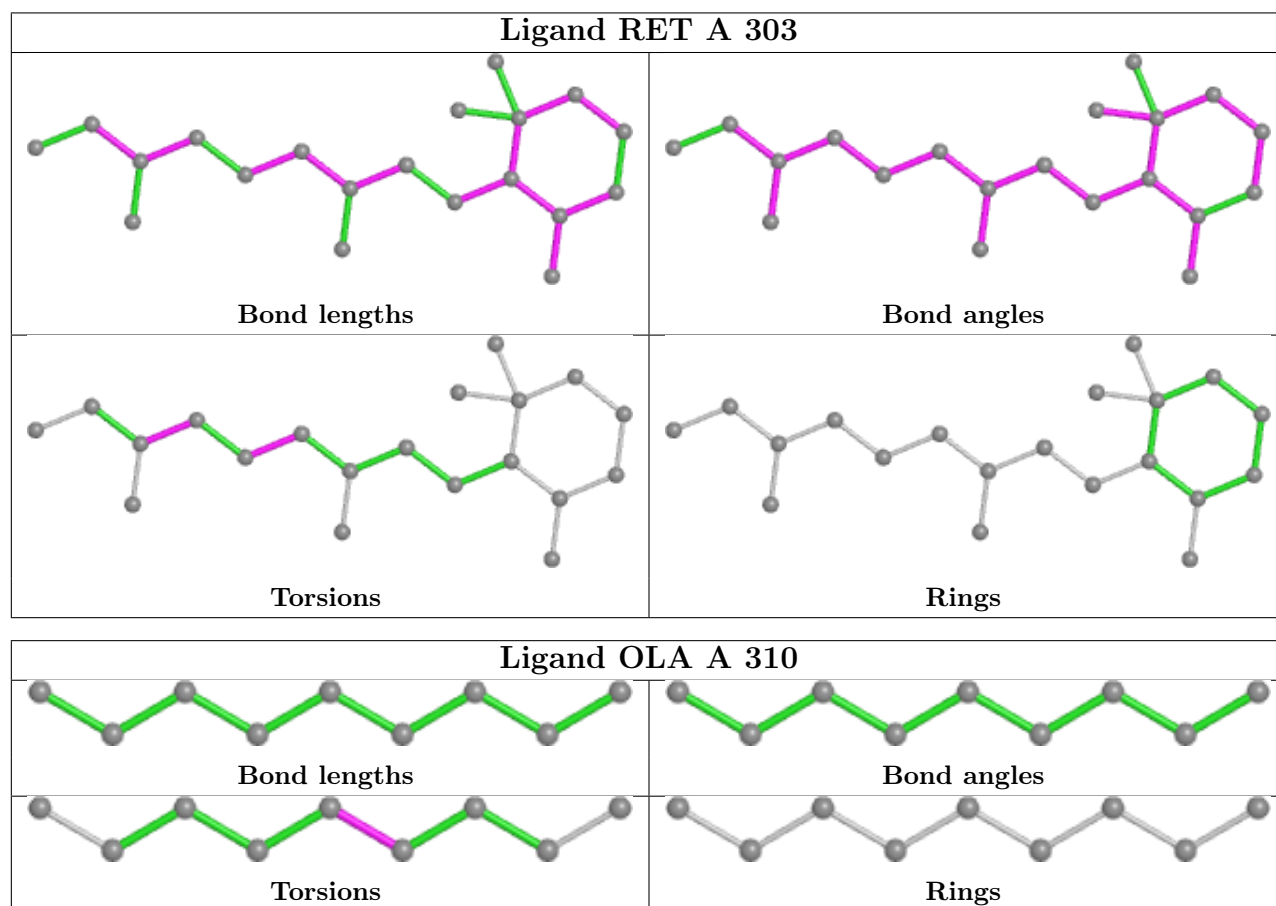 Ligand RET A 303
Bond lengths
Bond angles
Torsions
Rings
Ligand OLA A 310
Bond lengths
Bond angles
Torsions
Rings